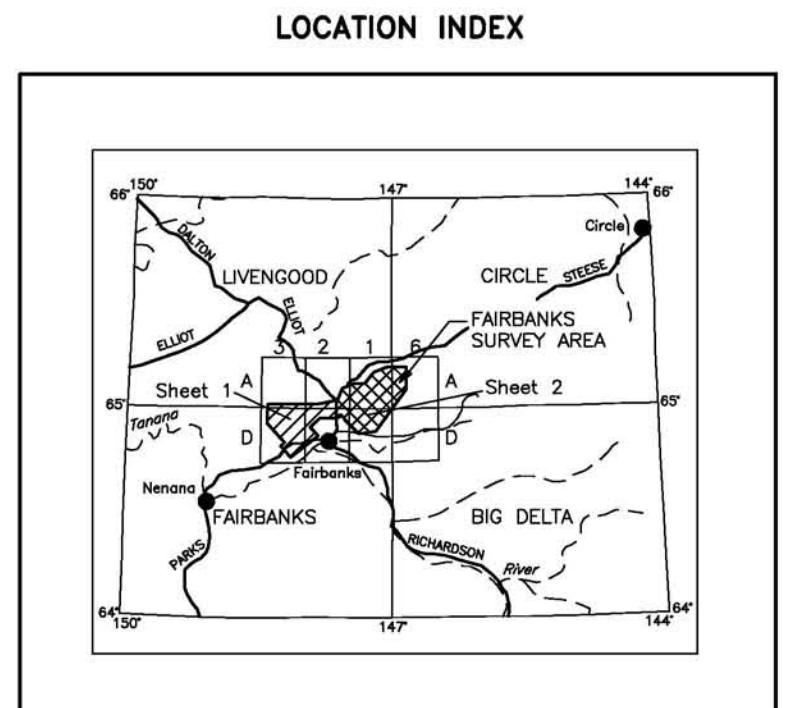 LOCATION INDEX
66° 150° 147° 144° 66°
Circle
DALTON
LIVENGOOD
CIRCLE STEESE
ELLIOT
FAIRBANKS
SURVEY AREA
ELLIOT
3 2 1 6
A A
Sheet 1 Sheet 2
65° 65°
Tanana
D D
Fairbanks
Nenana
FAIRBANKS
BIG DELTA
RICHARDSON
PARKS
River
64° 64°
150° 147° 144°